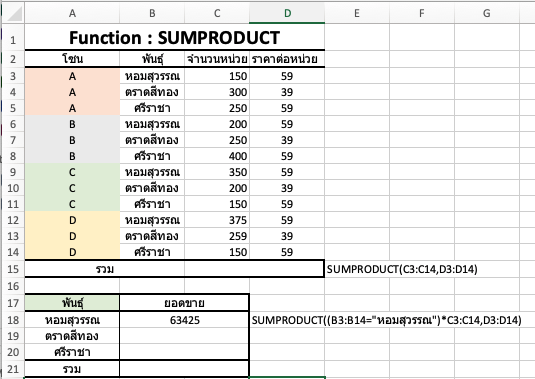 A B C D E F G
1 Function : SUMPRODUCT
2 โซน พันธุ์ จำนวนหน่วย ราคาต่อหน่วย
3 A หอมสุวรรณ 150 59
4 A ตราดสีทอง 300 39
5 A ศรีราชา 250 59
6 B หอมสุวรรณ 200 59
7 B ตราดสีทอง 250 39
8 B ศรีราชา 400 59
9 C หอมสุวรรณ 350 59
10 C ตราดสีทอง 200 39
11 C ศรีราชา 150 59
12 D หอมสุวรรณ 375 59
13 D ตราดสีทอง 259 39
14 D ศรีราชา 150 59
15 รวม SUMPRODUCT(C3:C14,D3:D14)
16
17 พันธุ์ ยอดขาย
18 หอมสุวรรณ 63425 SUMPRODUCT((B3:B14="หอมสุวรรณ")*C3:C14,D3:D14)
19 ตราดสีทอง
20 ศรีราชา
21 รวม